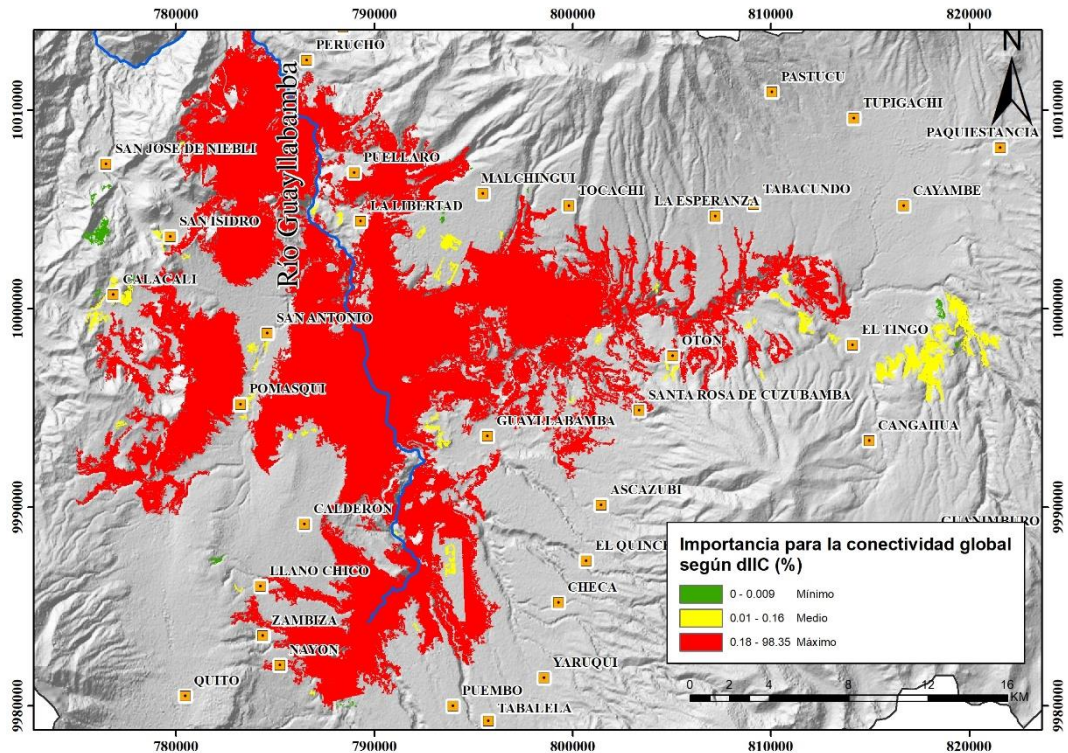 780000 790000 800000 810000 820000
N
PERUCHO
PASTUCU
10010000
10010000
TUPIGACHI
PAQUIESTANCIA
SAN JOSE DE NIEBLI
PUELLARO
MALCHINGUI
TOCACHI
TABACUNDO
CAYAMBE
LA ESPERANZA
LA LIBERTAD
SAN ISIDRO
Río Guayllabamba
CALACALI
10000000
10000000
SAN ANTONIO
EL TINGO
OTON
POMASQUI
SANTA ROSA DE CUZUBAMBA
GUAYLLABAMBA
CANGAHUA
ASCAZUBI
9990000
9990000
CALDERON
EL QUINCH
LLANO CHICO
CHECA
ZAMBIZA
NAYON
YARUQUI
QUITO
PUEMBO
9980000
9980000
TABALELA
Importancia para la conectividad global
según dIIC (%)
0 - 0.009 Mínimo
0.01 - 0.16 Medio
0.18 - 98.35 Máximo
0 4 8 12 16
KM
780000 790000 800000 810000 820000